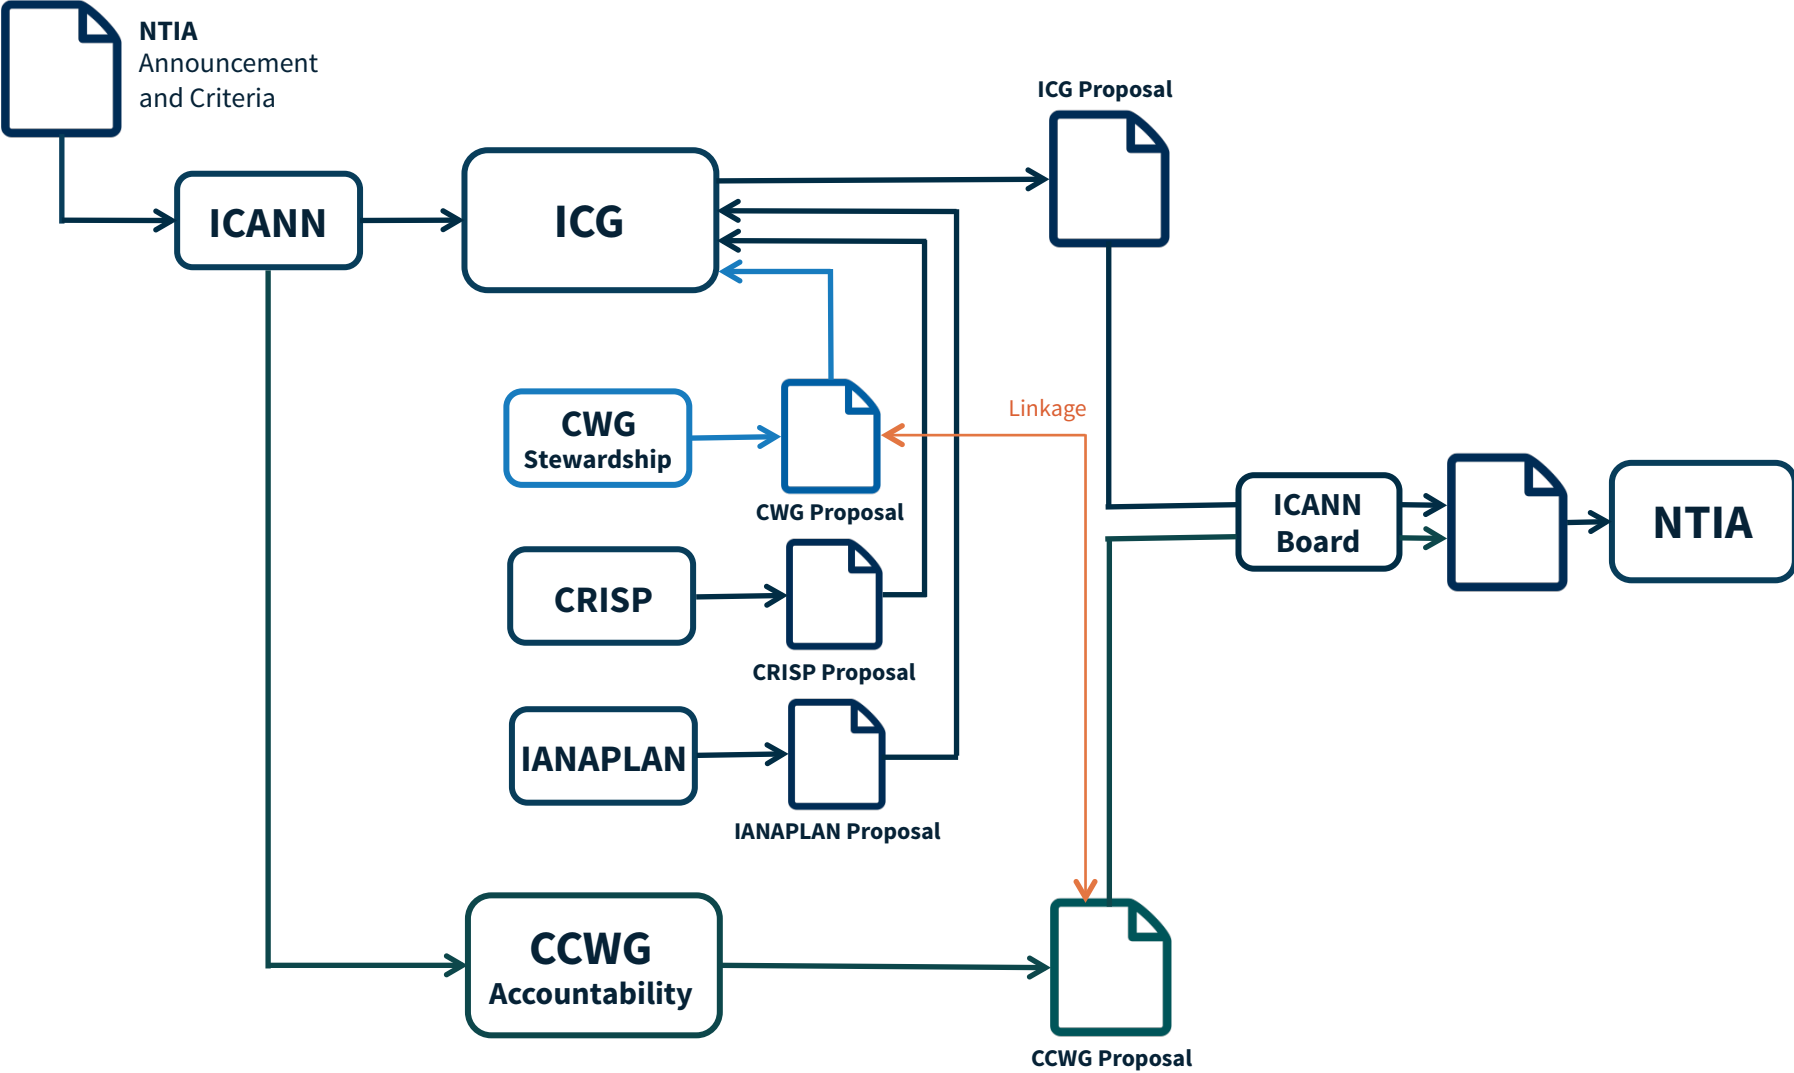 NTIA
Announcement
and Criteria
ICG Proposal
ICANN
ICG
Linkage
CWG
Stewardship
CWG Proposal
ICANN
Board
NTIA
CRISP
CRISP Proposal
IANAPLAN
IANAPLAN Proposal
CCWG
Accountability
CCWG Proposal